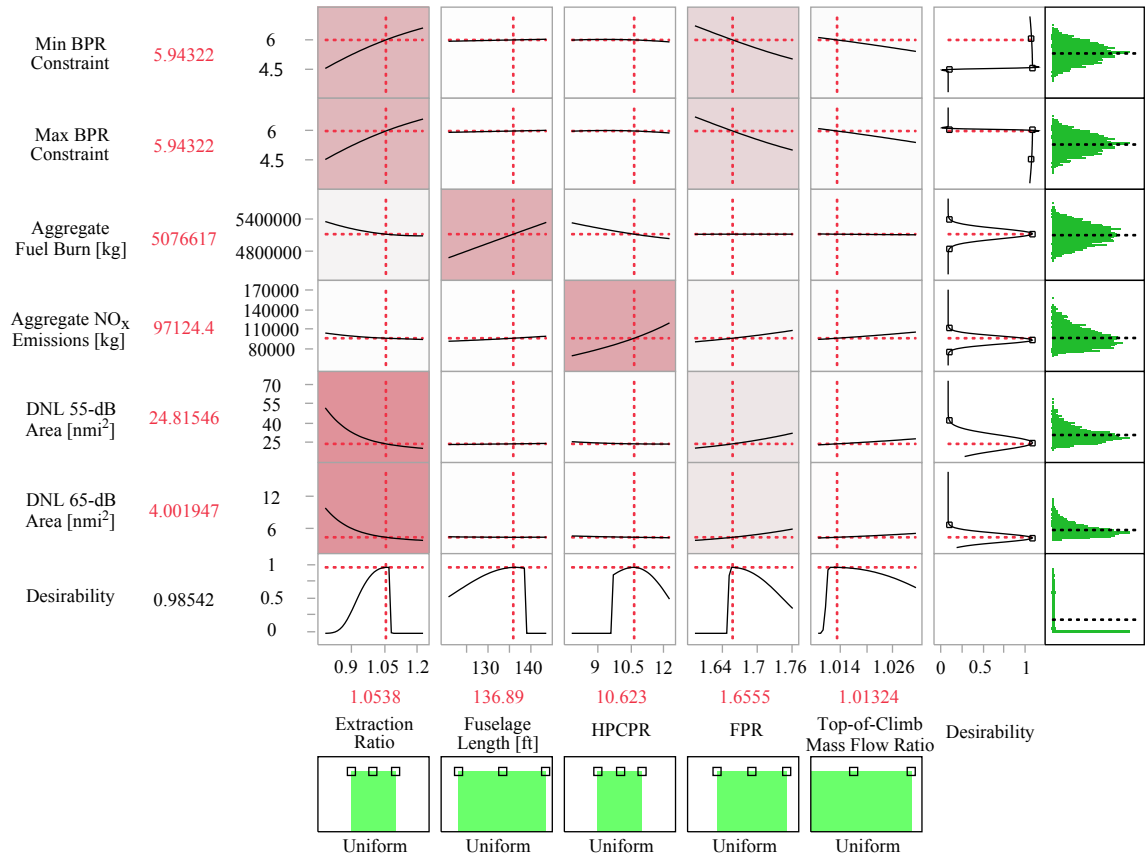 Min BPR
Constraint
5.94322
6
4.5
Max BPR
Constraint
5.94322
6
4.5
Aggregate
Fuel Burn [kg]
5076617
5400000
4800000
Aggregate NOx
Emissions [kg]
97124.4
170000
140000
110000
80000
DNL 55-dB
Area [nmi²]
24.81546
70
55
40
25
DNL 65-dB
Area [nmi²]
4.001947
12
6
Desirability
0.98542
1
0.5
0
0.9 1.05 1.2 130 140 9 10.5 12 1.64 1.7 1.76 1.014 1.026 0 0.5 1
1.0538 136.89 10.623 1.6555 1.01324
Extraction
Ratio
Fuselage
Length [ft]
HPCPR
FPR
Top-of-Climb
Mass Flow Ratio
Desirability
Uniform Uniform Uniform Uniform Uniform